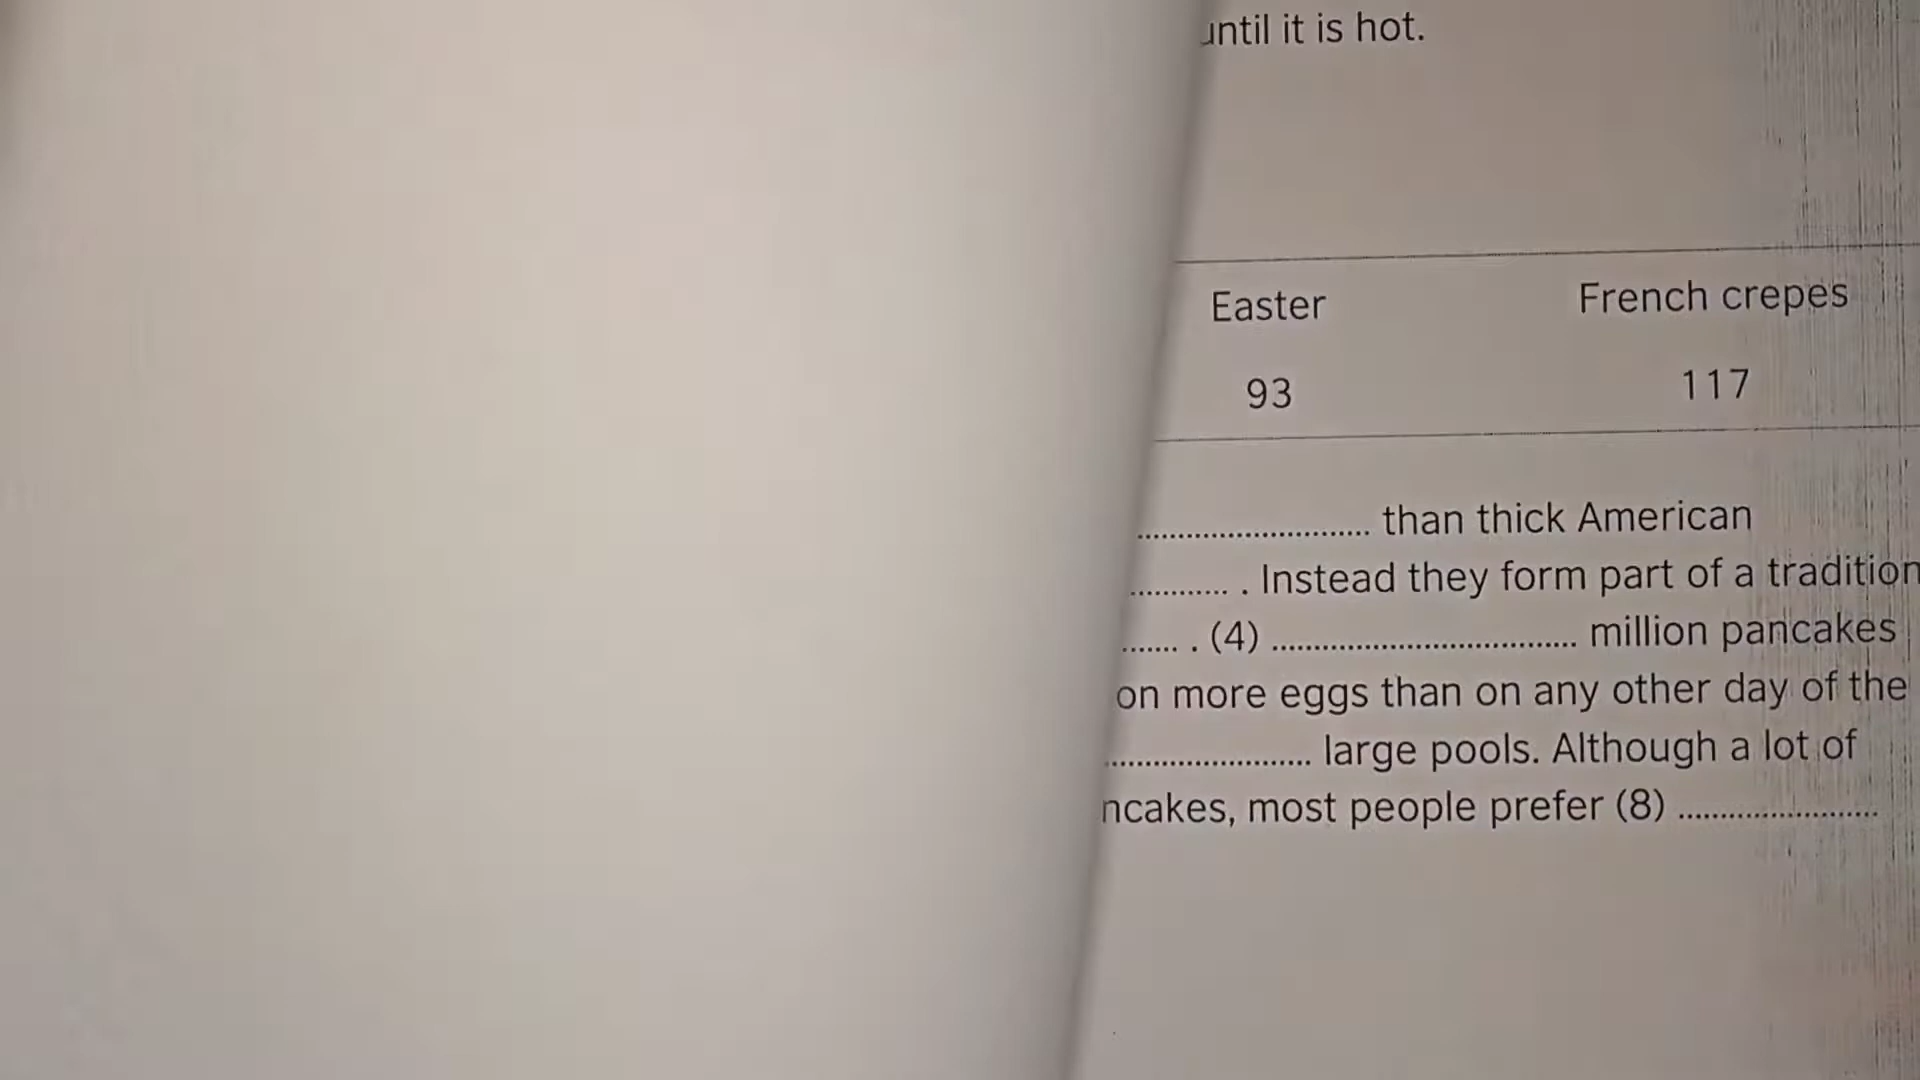 until it is hot.
Easter French crepes
93 117
........................... than thick American
............ . Instead they form part of a tradition
....... . (4) ................................... million pancakes
on more eggs than on any other day of the
........................ large pools. Although a lot of
ncakes, most people prefer (8) .......................